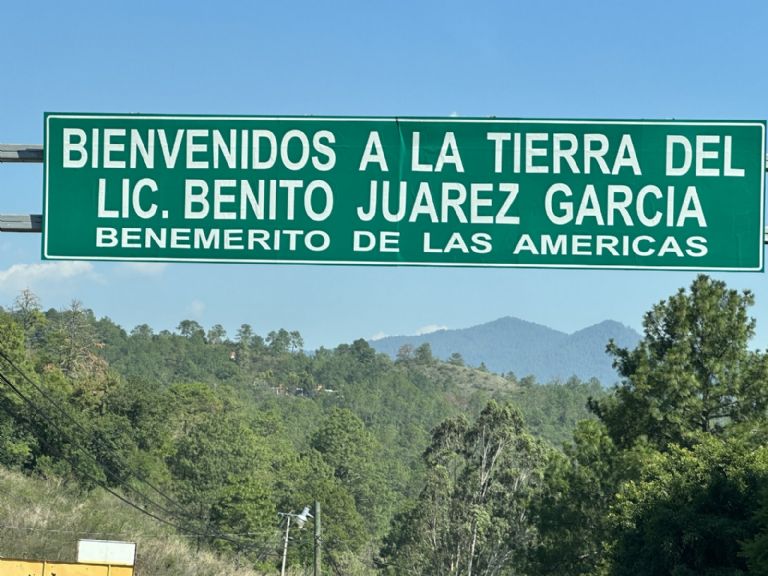 BIENVENIDOS A LA TIERRA DEL
LIC. BENITO JUAREZ GARCIA
BENEMERITO DE LAS AMERICAS